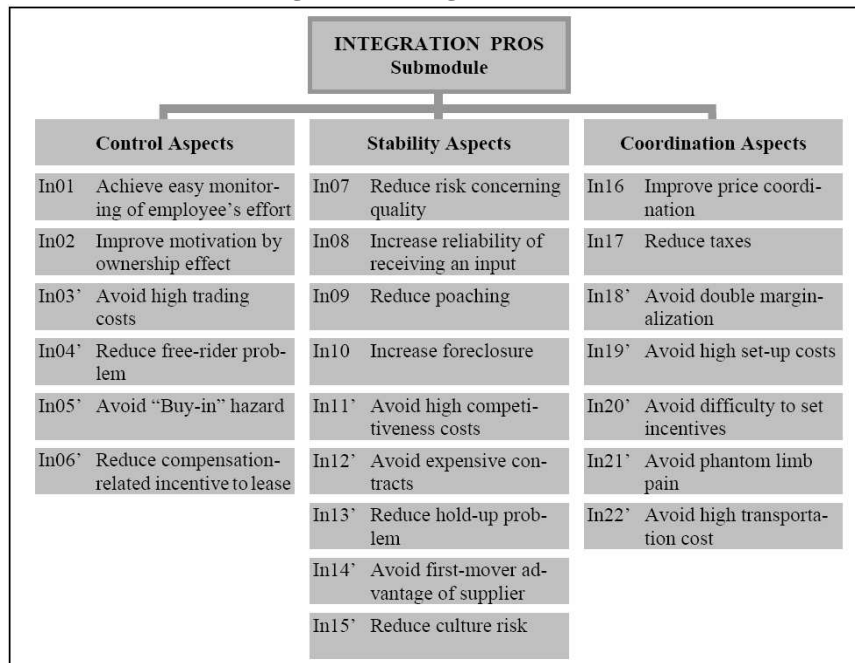 INTEGRATION PROS
Submodule
Control Aspects
In01 Achieve easy monitor-
ing of employee's effort
In02 Improve motivation by
ownership effect
In03’ Avoid high trading
costs
In04’ Reduce free-rider prob-
lem
In05’ Avoid “Buy-in” hazard
In06’ Reduce compensation-
related incentive to lease
Stability Aspects
In07 Reduce risk concerning
quality
In08 Increase reliability of
receiving an input
In09 Reduce poaching
In10 Increase foreclosure
In11’ Avoid high competi-
tiveness costs
In12’ Avoid expensive con-
tracts
In13’ Reduce hold-up prob-
lem
In14’ Avoid first-mover ad-
vantage of supplier
In15’ Reduce culture risk
Coordination Aspects
In16 Improve price coordi-
nation
In17 Reduce taxes
In18’ Avoid double margin-
alization
In19’ Avoid high set-up costs
In20’ Avoid difficulty to set
incentives
In21’ Avoid phantom limb
pain
In22’ Avoid high transporta-
tion cost